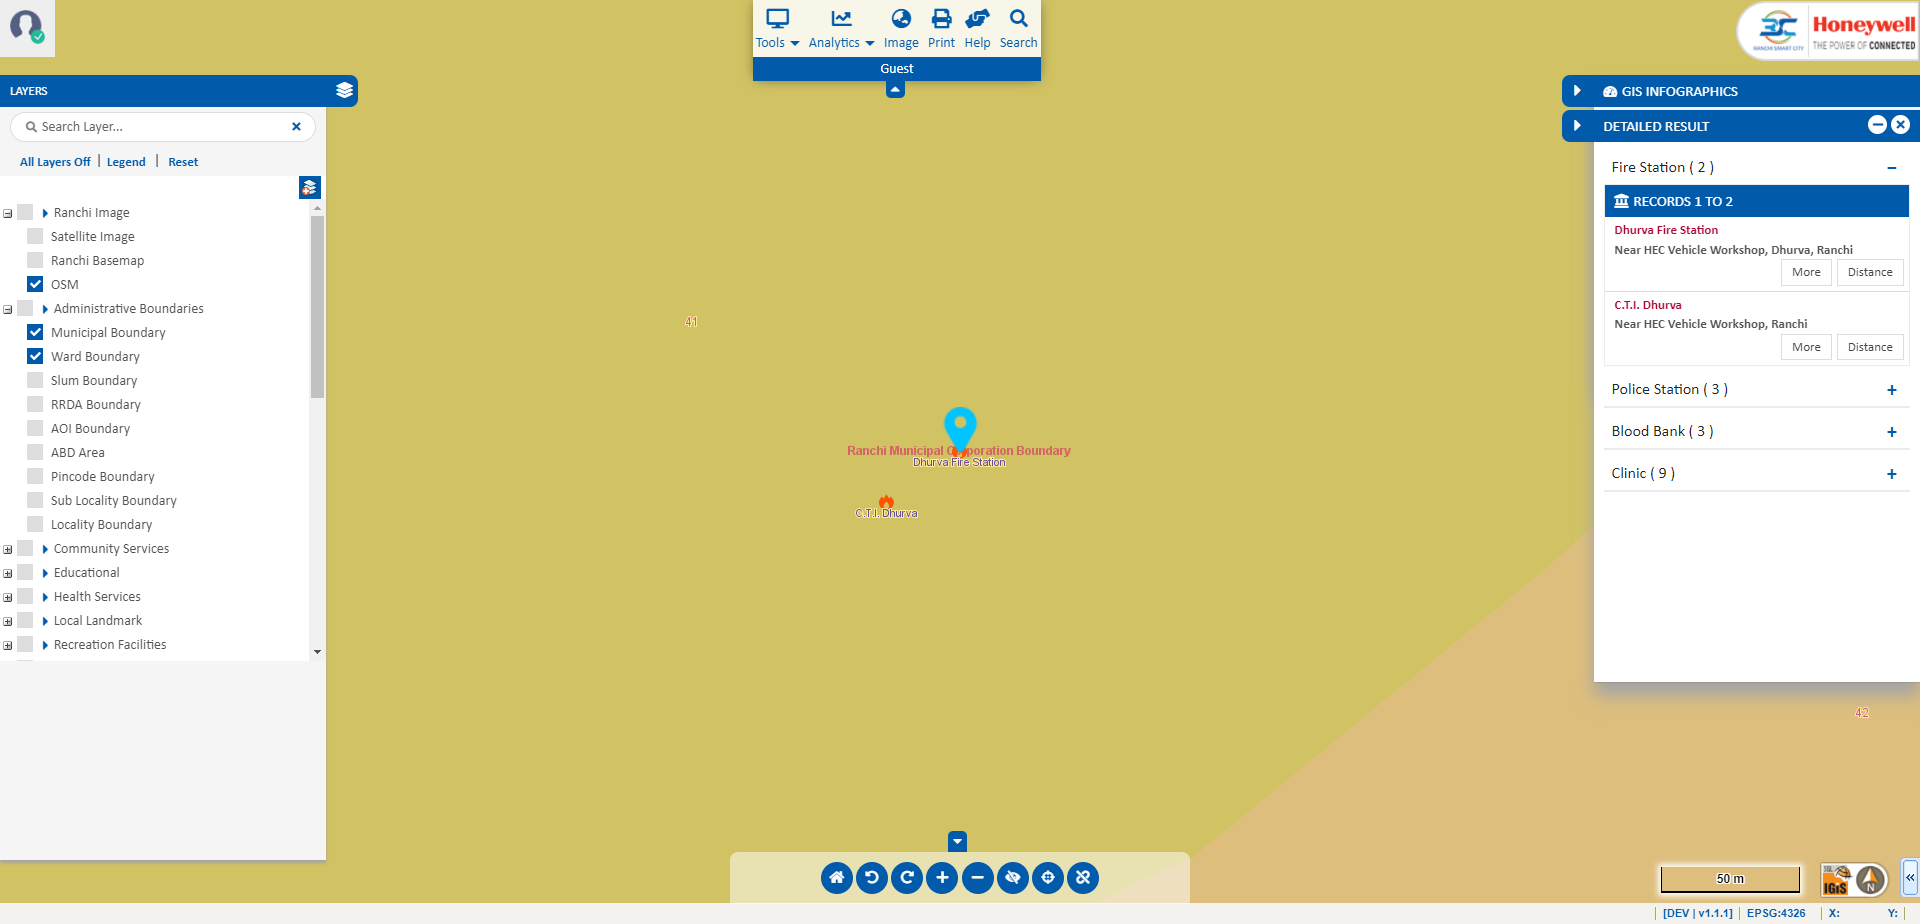 Tools
Analytics
Image
Print
Help
Search
Guest
RANCHI SMART CITY
Honeywell
THE POWER OF CONNECTED
LAYERS
Search Layer...
All Layers Off | Legend | Reset
Ranchi Image
Satellite Image
Ranchi Basemap
OSM
Administrative Boundaries
Municipal Boundary
Ward Boundary
Slum Boundary
RRDA Boundary
AOI Boundary
ABD Area
Pincode Boundary
Sub Locality Boundary
Locality Boundary
Community Services
Educational
Health Services
Local Landmark
Recreation Facilities
41
Ranchi Municipal Corporation Boundary
Dhurva Fire Station
C.T.I. Dhurva
42
GIS INFOGRAPHICS
DETAILED RESULT
Fire Station ( 2 )
RECORDS 1 TO 2
Dhurva Fire Station
Near HEC Vehicle Workshop, Dhurva, Ranchi
More Distance
C.T.I. Dhurva
Near HEC Vehicle Workshop, Ranchi
More Distance
Police Station ( 3 )
Blood Bank ( 3 )
Clinic ( 9 )
50 m
SGL
IGiS
N
[DEV | v1.1.1] EPSG:4326 X: Y: